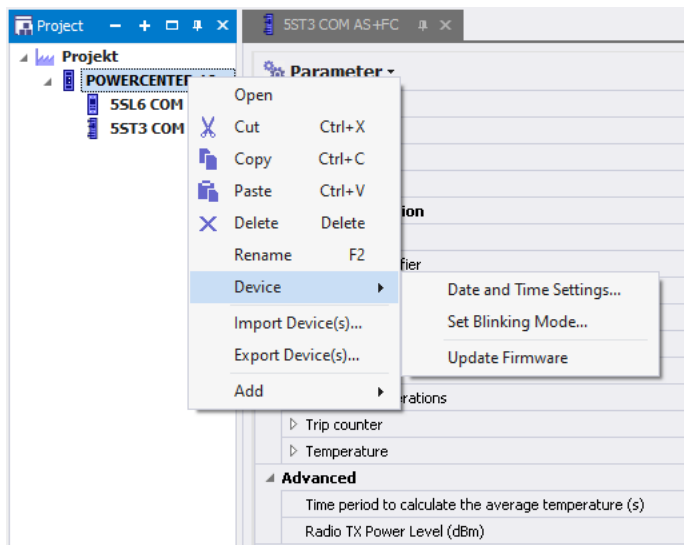 Project
5ST3 COM AS+FC
Projekt
POWERCENTER
5SL6 COM
5ST3 COM
Parameter
Open
Cut Ctrl+X
Copy Ctrl+C
Paste Ctrl+V
Delete Delete
Rename F2
Device
Import Device(s)...
Export Device(s)...
Add
Date and Time Settings...
Set Blinking Mode...
Update Firmware
Trip counter
Temperature
Advanced
Time period to calculate the average temperature (s)
Radio TX Power Level (dBm)